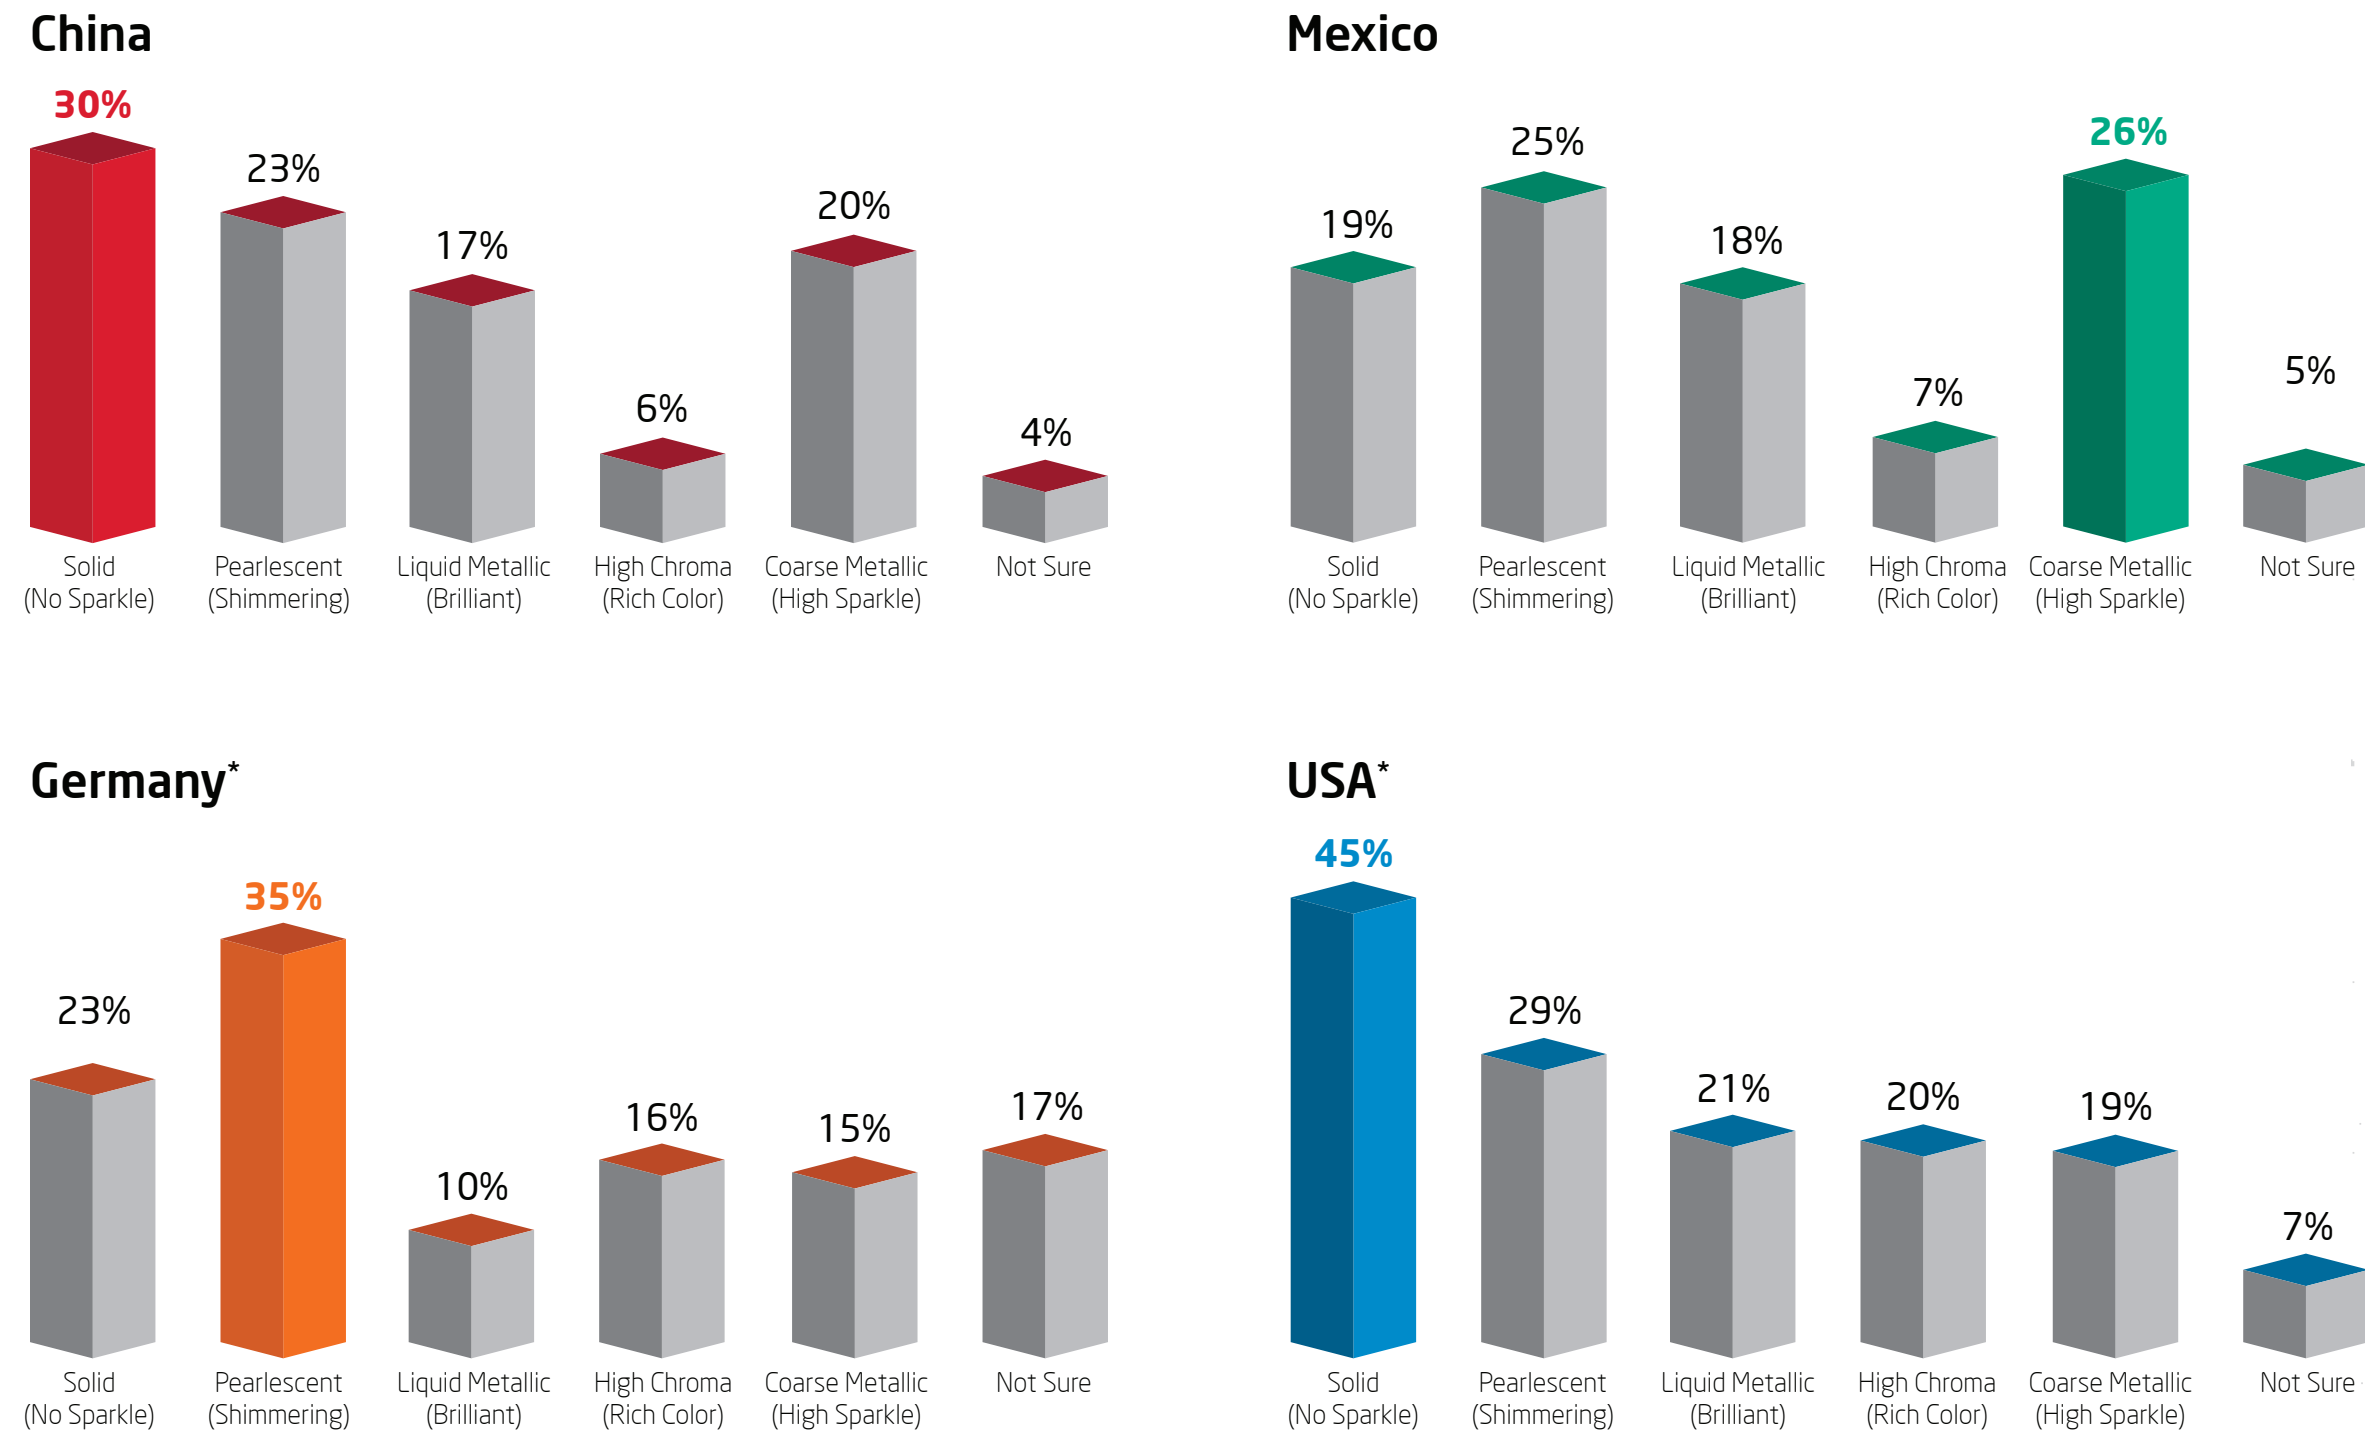 China
30%
23%
17%
6%
20%
4%
Solid
(No Sparkle)
Pearlescent
(Shimmering)
Liquid Metallic
(Brilliant)
High Chroma
(Rich Color)
Coarse Metallic
(High Sparkle)
Not Sure
Mexico
19%
25%
18%
7%
26%
5%
Solid
(No Sparkle)
Pearlescent
(Shimmering)
Liquid Metallic
(Brilliant)
High Chroma
(Rich Color)
Coarse Metallic
(High Sparkle)
Not Sure
Germany*
23%
35%
10%
16%
15%
17%
Solid
(No Sparkle)
Pearlescent
(Shimmering)
Liquid Metallic
(Brilliant)
High Chroma
(Rich Color)
Coarse Metallic
(High Sparkle)
Not Sure
USA*
45%
29%
21%
20%
19%
7%
Solid
(No Sparkle)
Pearlescent
(Shimmering)
Liquid Metallic
(Brilliant)
High Chroma
(Rich Color)
Coarse Metallic
(High Sparkle)
Not Sure